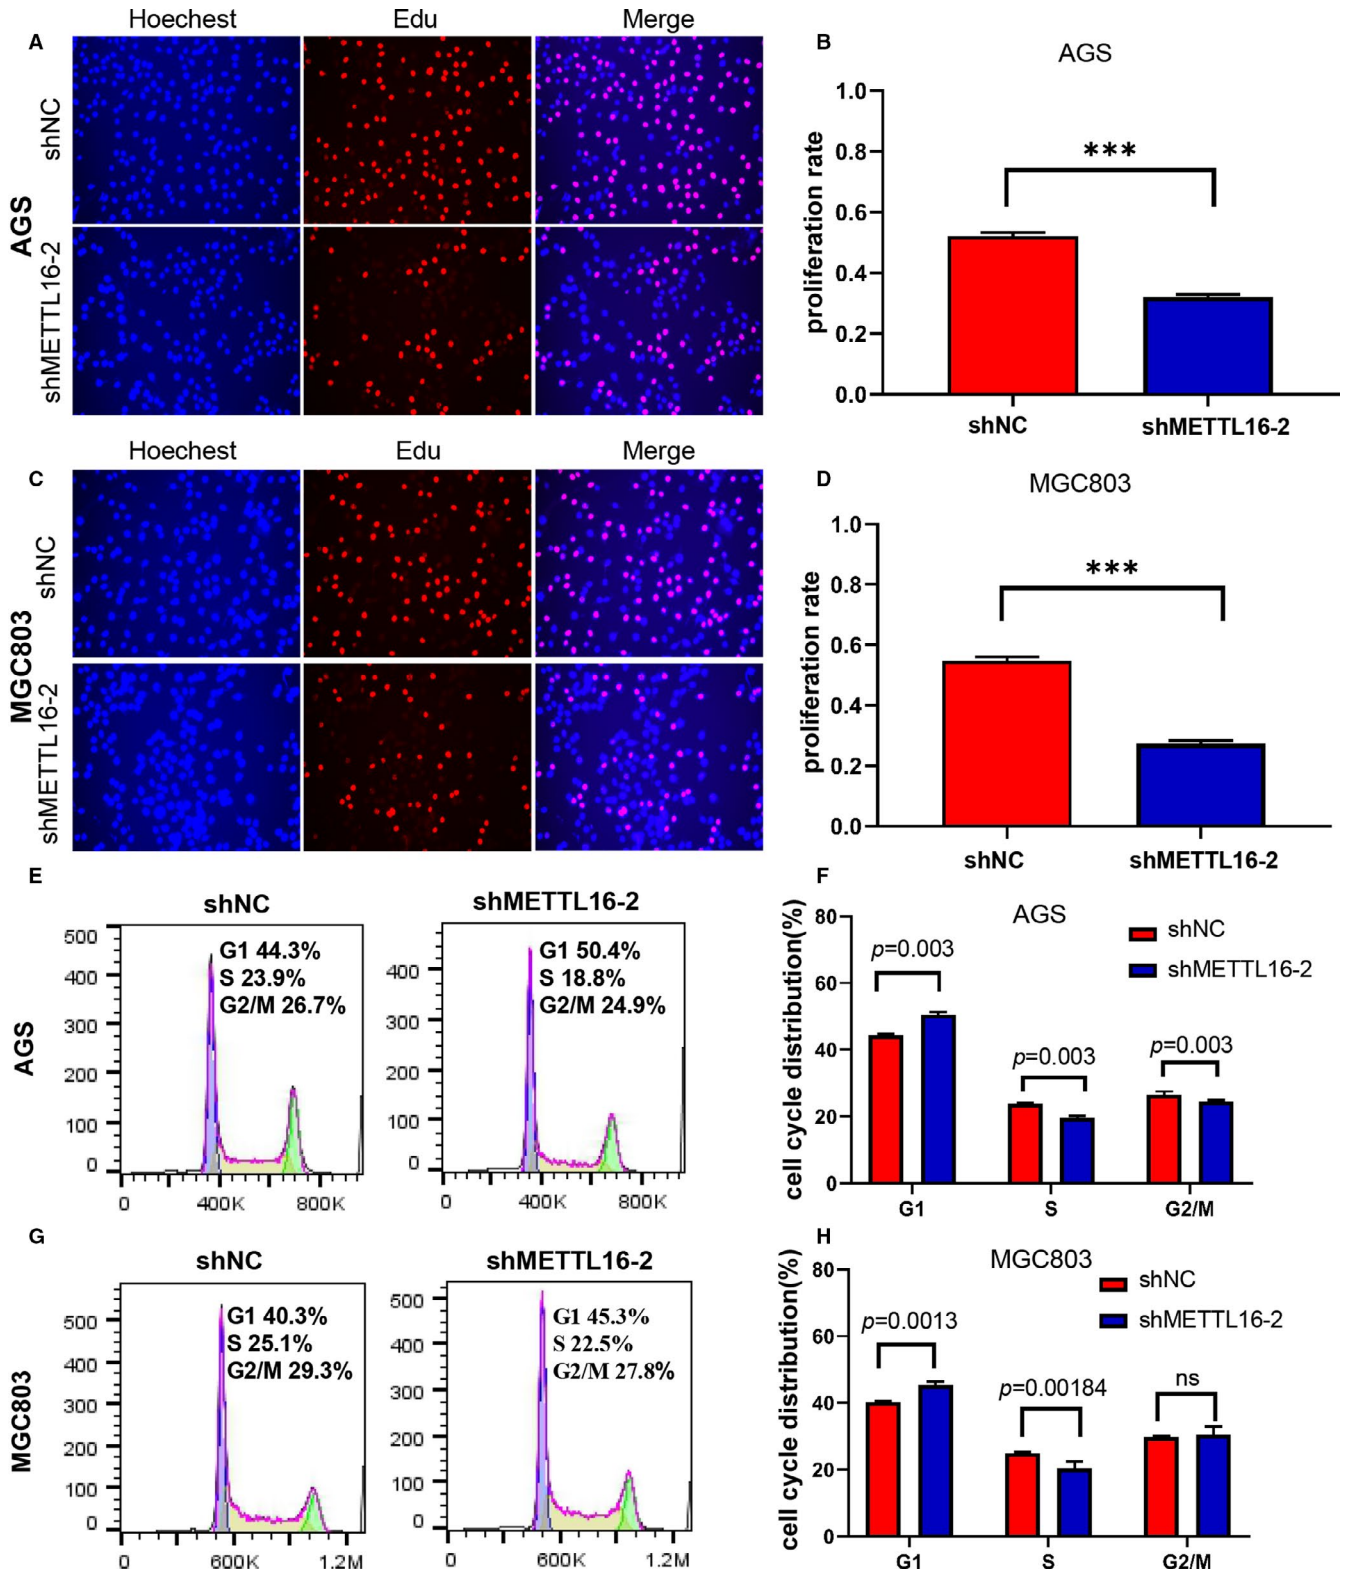 Hoechest Edu Merge
A
shNC
AGS
shMETTL16-2
B
AGS
1.0
0.8
0.6
0.4
0.2
0.0
proliferation rate
***
shNC shMETTL16-2
Hoechest Edu Merge
C
shNC
MGC803
shMETTL16-2
D
MGC803
1.0
0.8
0.6
0.4
0.2
0.0
proliferation rate
***
shNC shMETTL16-2
E
AGS
shNC
500
400
300
200
100
0
G1 44.3%
S 23.9%
G2/M 26.7%
0 400K 800K
shMETTL16-2
400
300
200
100
0
G1 50.4%
S 18.8%
G2/M 24.9%
0 400K 800K
F
AGS
shNC
shMETTL16-2
80
60
40
20
0
cell cycle distribution(%)
p=0.003
p=0.003
p=0.003
G1 S G2/M
G
MGC803
shNC
500
400
300
200
100
0
G1 40.3%
S 25.1%
G2/M 29.3%
0 600K 1.2M
shMETTL16-2
500
400
300
200
100
0
G1 45.3%
S 22.5%
G2/M 27.8%
0 600K 1.2M
H
MGC803
shNC
shMETTL16-2
80
60
40
20
0
cell cycle distribution(%)
p=0.0013
p=0.00184
ns
G1 S G2/M